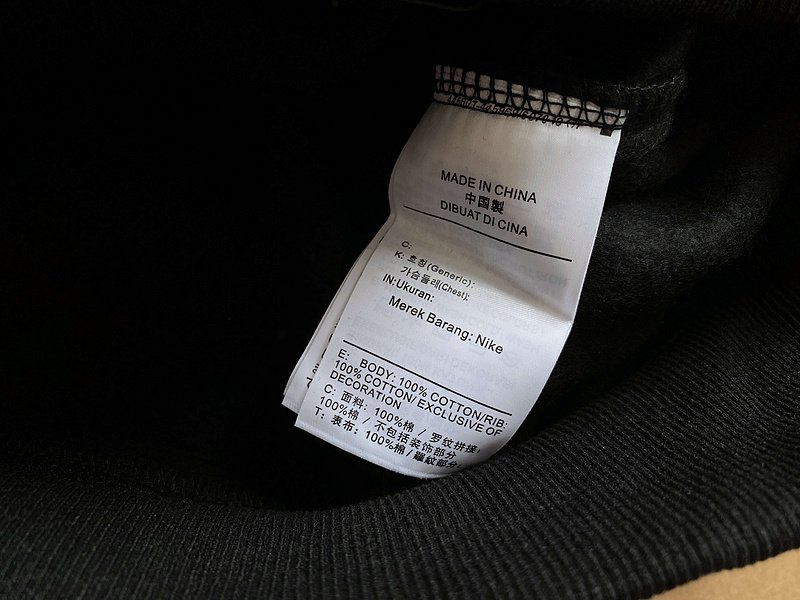 MADE IN CHINA
中国製
DIBUAT DI CINA
C:
K: 호칭(Generic):
가슴둘레(Chest):
IN:Ukuran:
Merek Barang: Nike
E: BODY: 100% COTTON/RIB:
100% COTTON/EXCLUSIVE OF
DECORATION
C: 面料: 100%棉 / 罗纹拼接:
100%棉 / 不包括装饰部分
T: 表布: 100%棉 / 羅紋部分